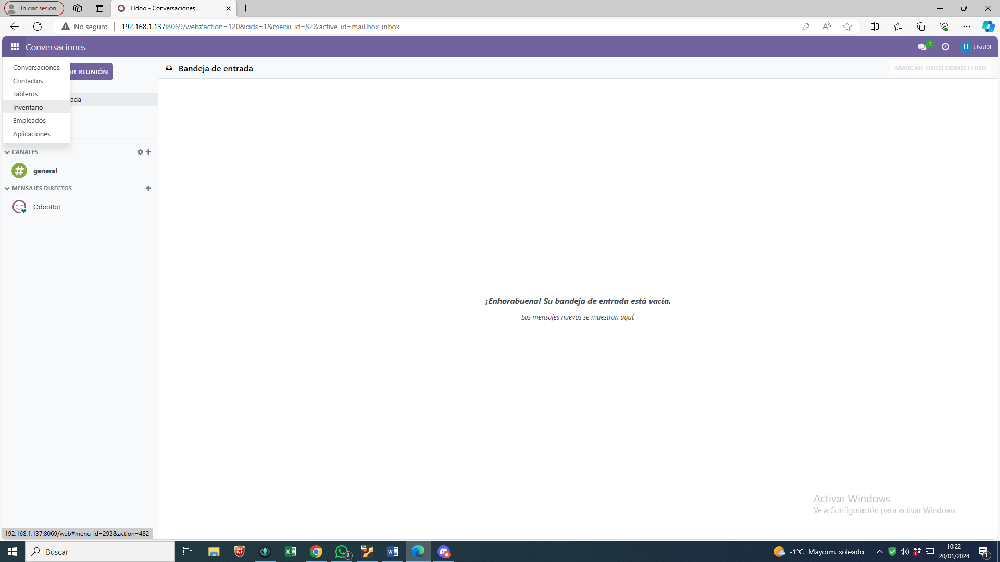 Iniciar sesión
Odoo - Conversaciones
No seguro
192.168.1.137:8069/web#action=120&cids=1&menu_id=82&active_id=mail.box_inbox
Conversaciones
1
U UsuDE
Conversaciones
Contactos
Tableros
Inventario
Empleados
Aplicaciones
AR REUNIÓN
ada
Bandeja de entrada
MARCAR TODO COMO LEIDO
CANALES
general
MENSAJES DIRECTOS
OdooBot
¡Enhorabuena! Su bandeja de entrada está vacía.
Los mensajes nuevos se muestran aquí.
Activar Windows
Ve a Configuración para activar Windows.
192.168.1.137:8069/web#menu_id=292&action=482
Buscar
2
64
-1°C Mayorm. soleado
10:22
20/01/2024
1